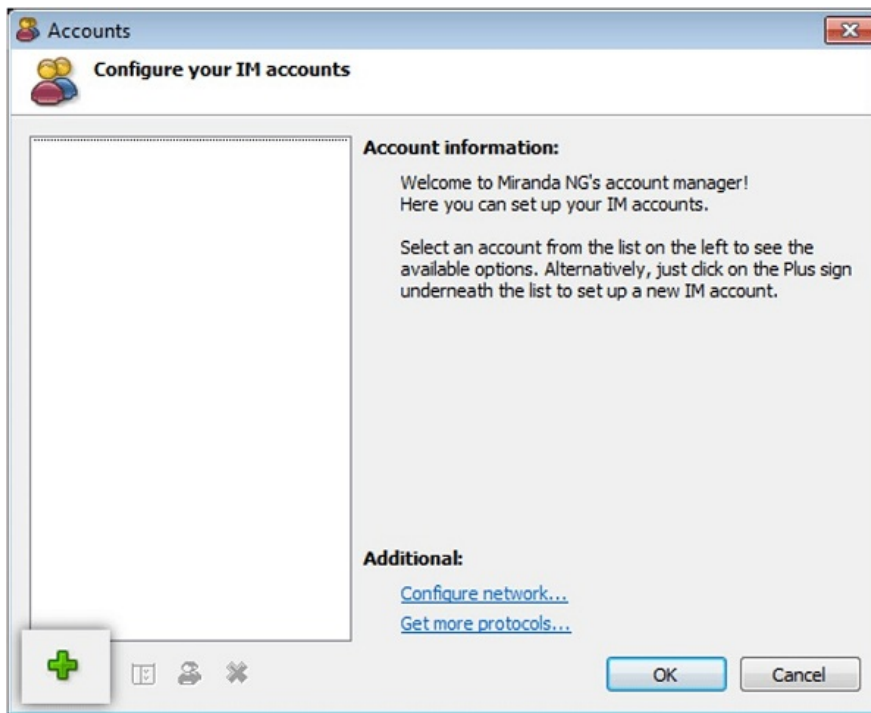 Accounts
Configure your IM accounts
Account information:
Welcome to Miranda NG's account manager!
Here you can set up your IM accounts.
Select an account from the list on the left to see the
available options. Alternatively, just click on the Plus sign
underneath the list to set up a new IM account.
Additional:
Configure network...
Get more protocols...
OK
Cancel